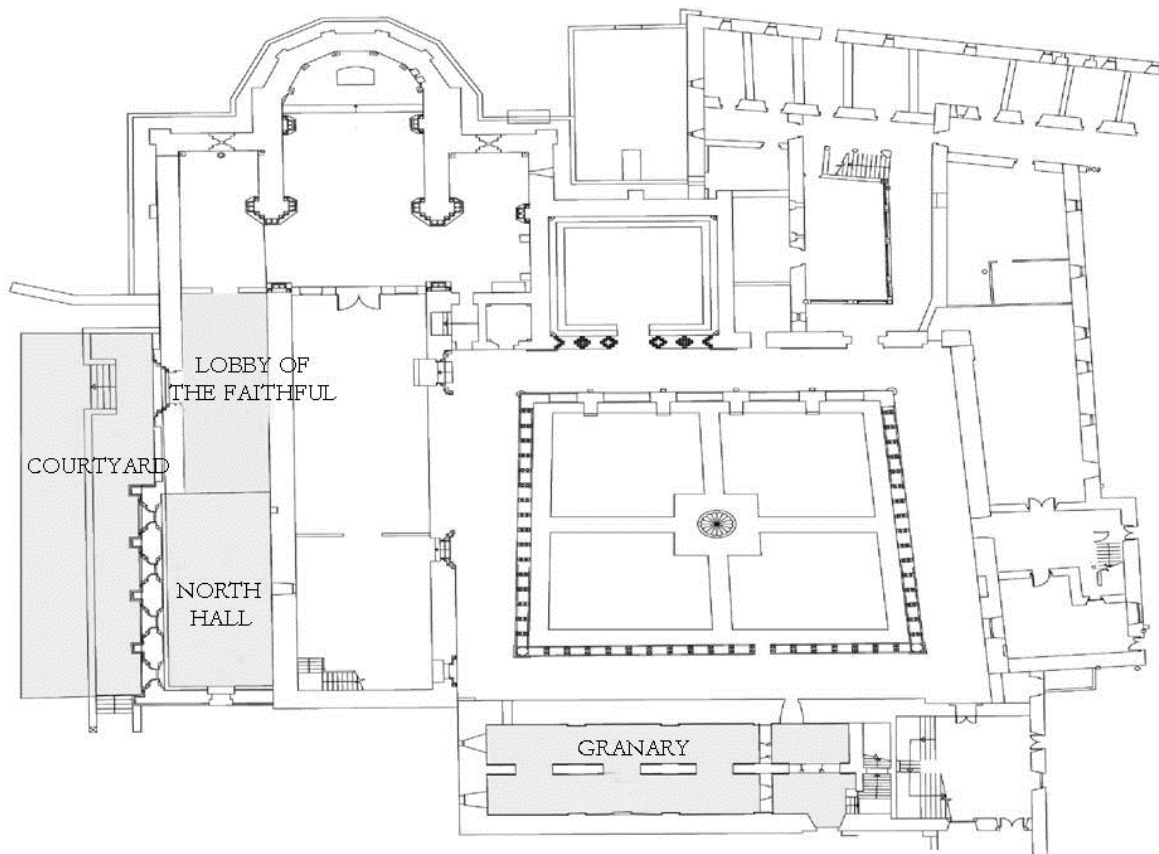 LOBBY OF
THE FAITHFUL
COURTYARD
NORTH
HALL
GRANARY